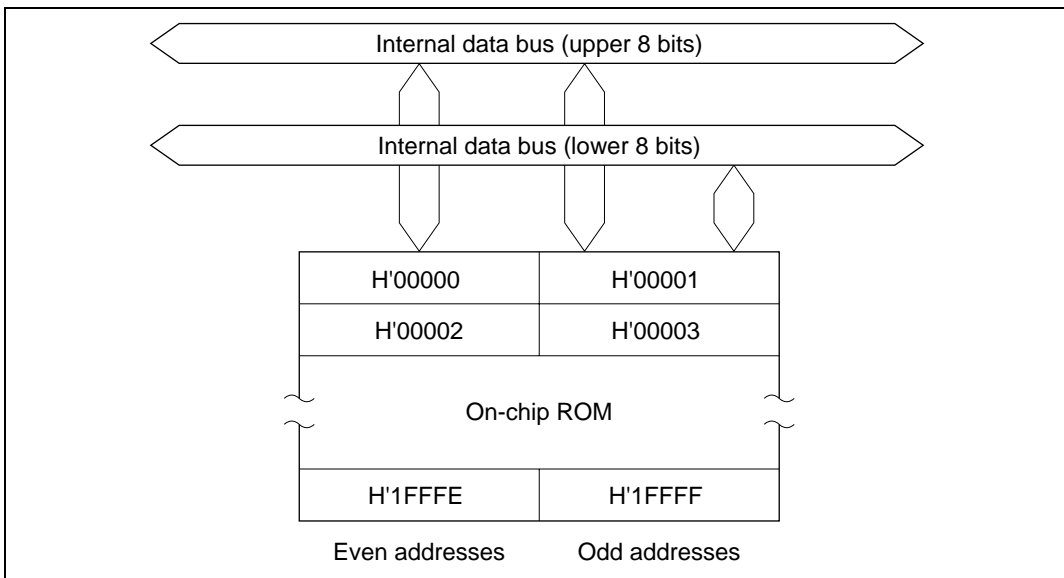 Internal data bus (upper 8 bits)
Internal data bus (lower 8 bits)
H'00000 H'00001
H'00002 H'00003
On-chip ROM
H'1FFFE H'1FFFF
Even addresses Odd addresses